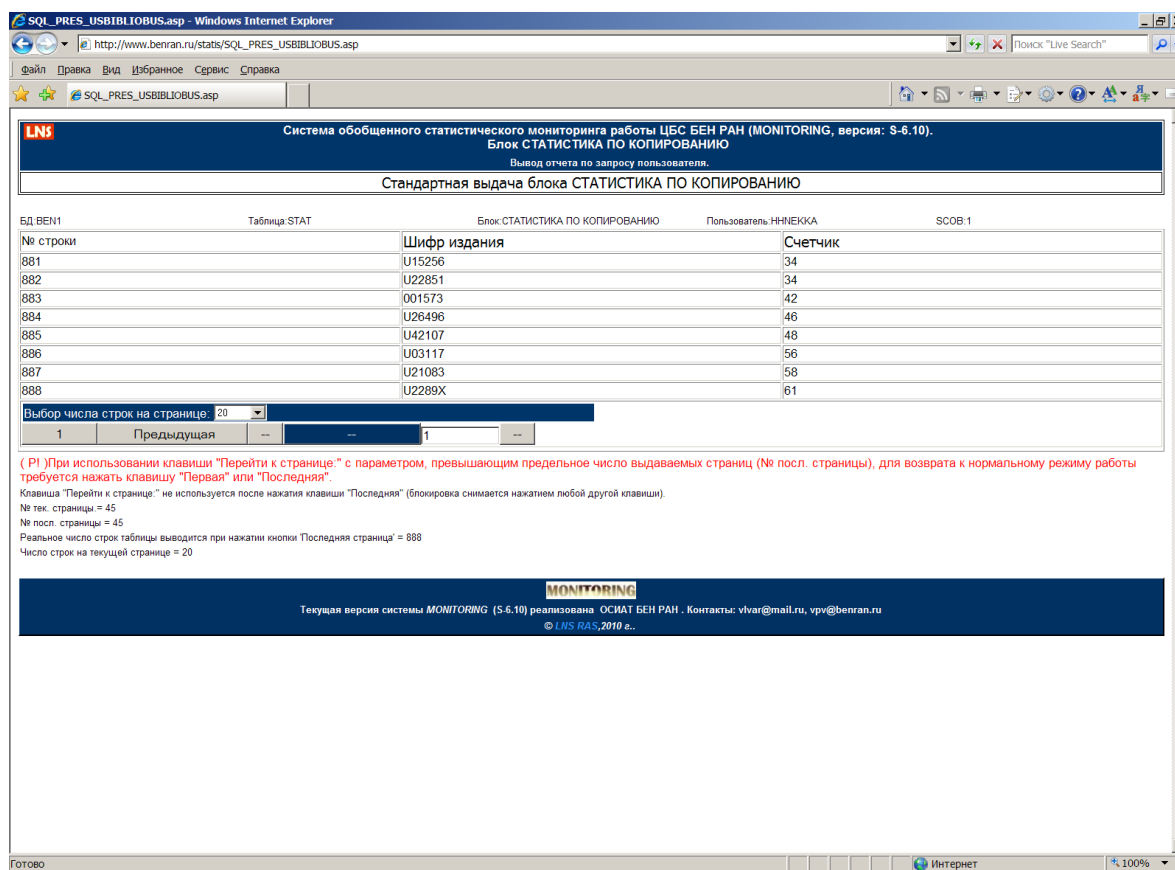 SQL_PRES_USBIBLIOBUS.asp - Windows Internet Explorer
http://www.benran.ru/statis/SQL_PRES_USBIBLIOBUS.asp
Поиск "Live Search"
Файл Правка Вид Избранное Сервис Справка
SQL_PRES_USBIBLIOBUS.asp
LNS
Система обобщенного статистического мониторинга работы ЦБС БЕН РАН (MONITORING, версия: S-6.10).
Блок СТАТИСТИКА ПО КОПИРОВАНИЮ
Вывод отчета по запросу пользователя.
Стандартная выдача блока СТАТИСТИКА ПО КОПИРОВАНИЮ
БД:BEN1 Таблица:STAT Блок:СТАТИСТИКА ПО КОПИРОВАНИЮ Пользователь:HHNEKKA SCOB:1
№ строки Шифр издания Счетчик
881 U15256 34
882 U22851 34
883 001573 42
884 U26496 46
885 U42107 48
886 U03117 56
887 U21083 58
888 U2289X 61
Выбор числа строк на странице: 20
1 Предыдущая -- -- 1 --
( P! )При использовании клавиши "Перейти к странице:" с параметром, превышающим предельное число выдаваемых страниц (№ посл. страницы), для возврата к нормальному режиму работы
требуется нажать клавишу "Первая" или "Последняя".
Клавиша "Перейти к странице:" не используется после нажатия клавиши "Последняя" (блокировка снимается нажатием любой другой клавиши).
№ тек. страницы.= 45
№ посл. страницы = 45
Реальное число строк таблицы выводится при нажатии кнопки 'Последняя страница' = 888
Число строк на текущей странице = 20
MONITORING
Текущая версия системы MONITORING (S-6.10) реализована ОСИАТ БЕН РАН . Контакты: vlvar@mail.ru, vpv@benran.ru
© LNS RAS,2010 г..
Готово Интернет 100%